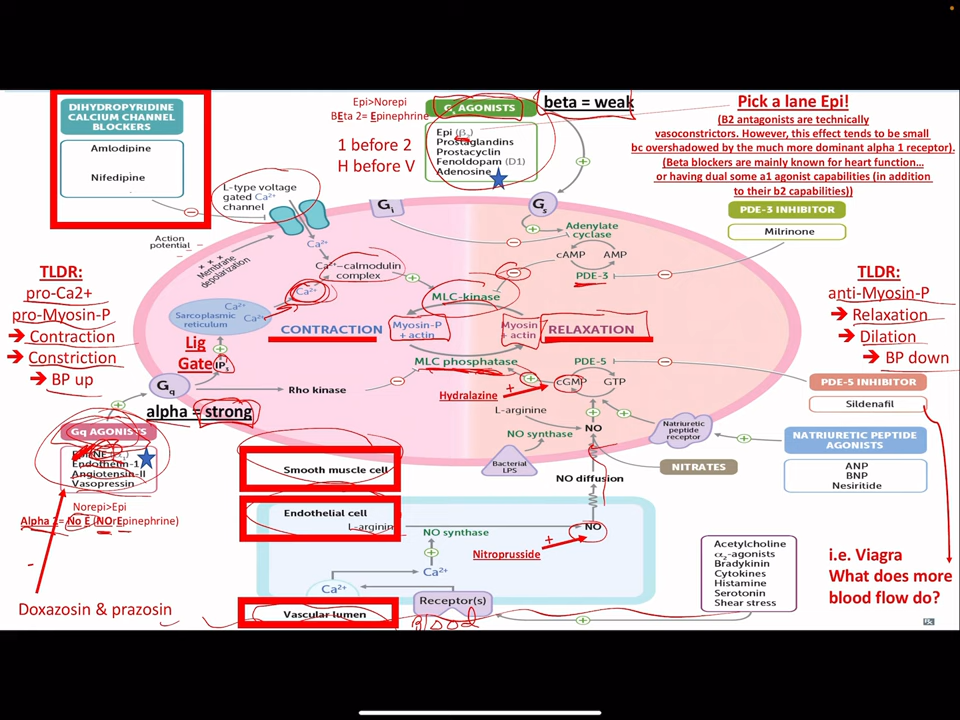 DIHYDROPYRIDINE
CALCIUM CHANNEL
BLOCKERS
Amlodipine
Nifedipine
Epi>Norepi
BEta 2= Epinephrine
1 before 2
H before V
Gs AGONISTS
Epi (β2)
Prostaglandins
Prostacyclin
Fenoldopam (D1)
Adenosine
beta = weak
Pick a lane Epi!
(B2 antagonists are technically
vasoconstrictors. However, this effect tends to be small
bc overshadowed by the much more dominant alpha 1 receptor).
(Beta blockers are mainly known for heart function…
or having dual some a1 agonist capabilities (in addition
to their b2 capabilities))
PDE-3 INHIBITOR
Milrinone
L-type voltage
gated Ca2+
channel
Gi
Gs
Action
potential
Membrane
depolarization
Ca2+
Adenylate
cyclase
cAMP
AMP
PDE-3
Ca2+–calmodulin
complex
Ca2+
MLC-kinase
TLDR:
pro-Ca2+
pro-Myosin-P
➔ Contraction
➔ Constriction
➔ BP up
Ca2+
Sarcoplasmic
reticulum
Ca2+
CONTRACTION
Myosin-P
+ actin
Myosin
+ actin
RELAXATION
TLDR:
anti-Myosin-P
➔ Relaxation
➔ Dilation
➔ BP down
Lig
Gate
IP3
MLC phosphatase
PDE-5
Gq
Rho kinase
cGMP
GTP
Hydralazine
+
PDE-5 INHIBITOR
Sildenafil
alpha = strong
L-arginine
NO
NO synthase
Bacterial
LPS
Natriuretic
peptide
receptor
NATRIURETIC PEPTIDE
AGONISTS
ANP
BNP
Nesiritide
Gq AGONISTS
Endothelin-1
Angiotensin-II
Vasopressin
Norepi>Epi
Alpha 1= No E (NOrEpinephrine)
Smooth muscle cell
NITRATES
NO diffusion
Endothelial cell
L-arginine
NO synthase
NO
Nitroprusside
+
Ca2+
Ca2+
Receptor(s)
Vascular lumen
Blood
Acetylcholine
α2-agonists
Bradykinin
Cytokines
Histamine
Serotonin
Shear stress
i.e. Viagra
What does more
blood flow do?
Doxazosin & prazosin